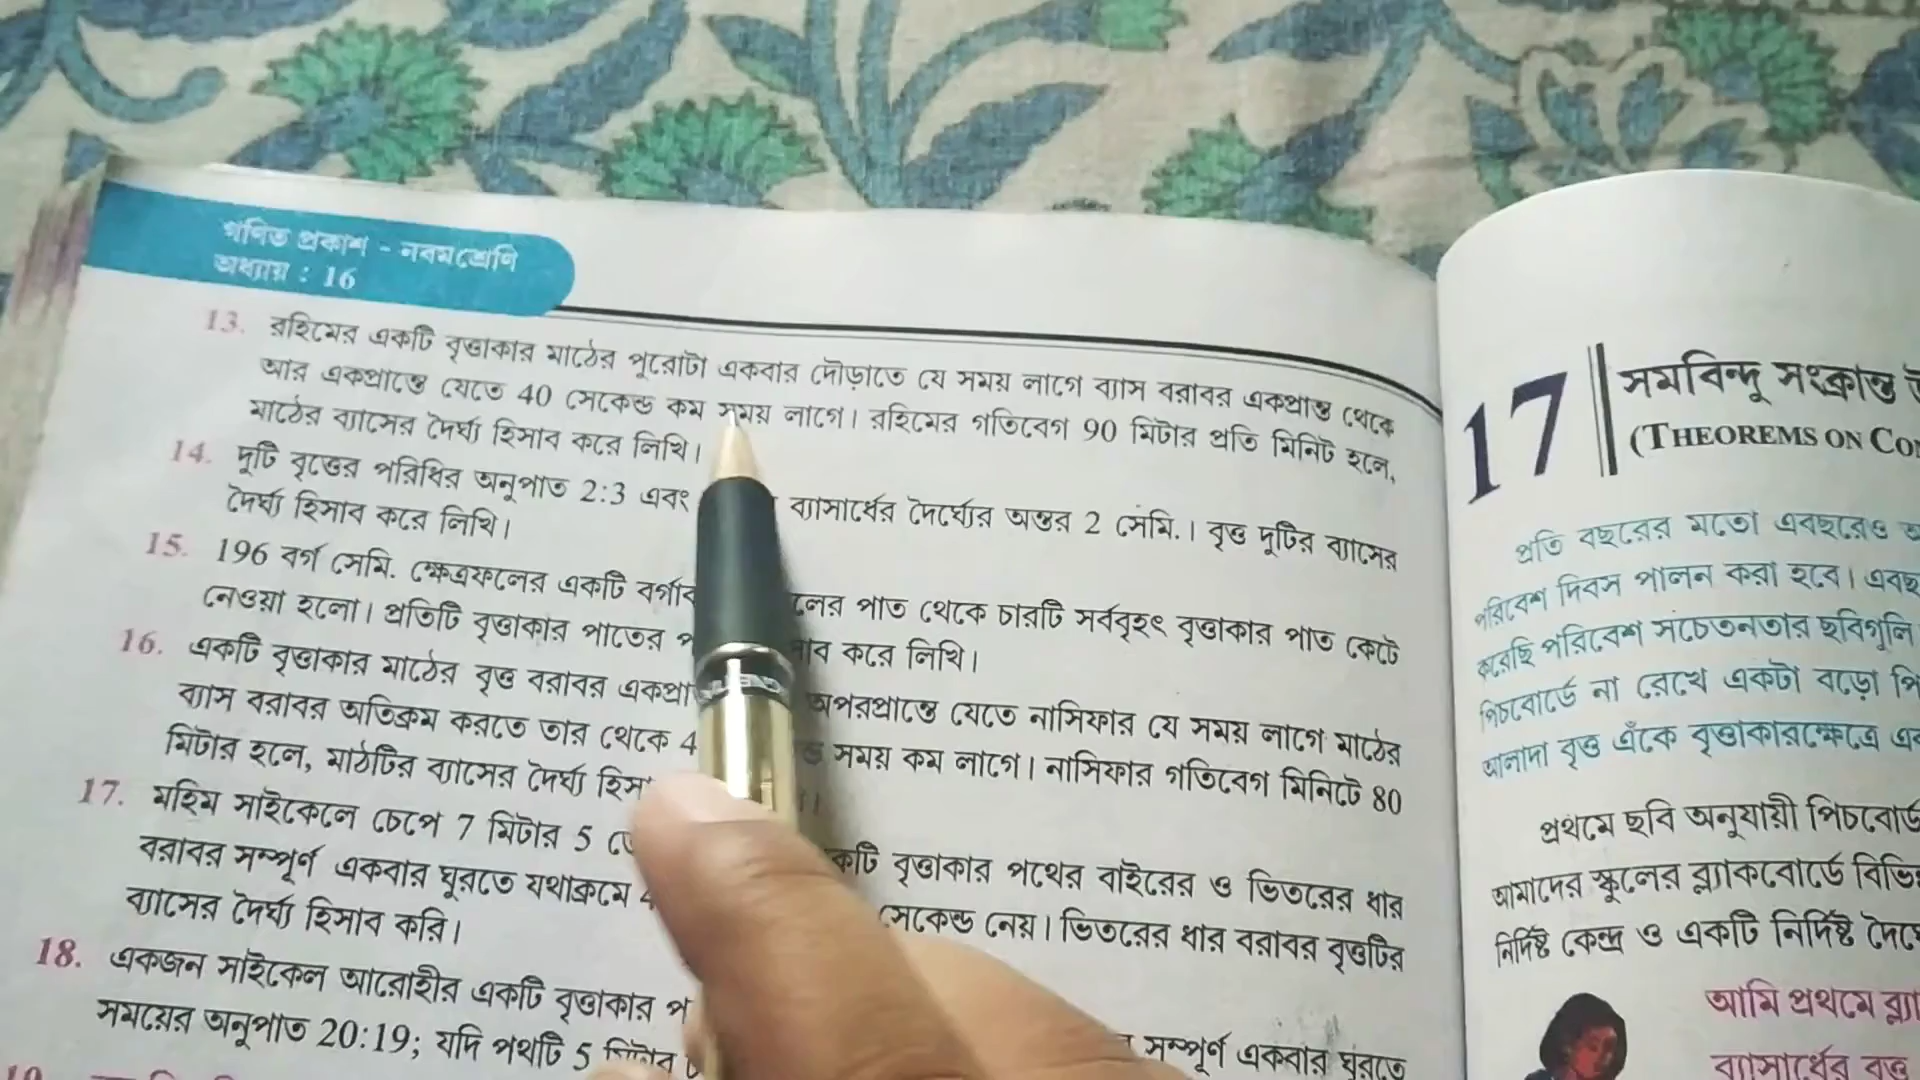 গণিত প্রকাশ - নবম শ্রেণি
অধ্যায় : 16
13. রহিমের একটি বৃত্তাকার মাঠের পুরোটা একবার দৌড়াতে যে সময় লাগে ব্যাস বরাবর একপ্রান্ত থেকে
আর একপ্রান্তে যেতে 40 সেকেন্ড কম সময় লাগে। রহিমের গতিবেগ 90 মিটার প্রতি মিনিট হলে,
মাঠের ব্যাসের দৈর্ঘ্য হিসাব করে লিখি।
14. দুটি বৃত্তের পরিধির অনুপাত 2:3 এবং ব্যাসার্ধের দৈর্ঘ্যের অন্তর 2 সেমি.। বৃত্ত দুটির ব্যাসের
দৈর্ঘ্য হিসাব করে লিখি।
15. 196 বর্গ সেমি. ক্ষেত্রফলের একটি পাত থেকে চারটি সর্ববৃহৎ বৃত্তাকার পাত কেটে
নেওয়া হলো। প্রতিটি বৃত্তাকার পাতের করে লিখি।
16. একটি বৃত্তাকার মাঠের বৃত্ত বরাবর অপরপ্রান্তে যেতে নাসিফার যে সময় লাগে মাঠের
ব্যাস বরাবর অতিক্রম করতে তার থেকে সময় কম লাগে। নাসিফার গতিবেগ মিনিটে 80
মিটার হলে, মাঠটির ব্যাসের দৈর্ঘ্য
17. মহিম সাইকেলে চেপে 7 মিটার 5 বৃত্তাকার পথের বাইরের ও ভিতরের ধার
বরাবর সম্পূর্ণ একবার ঘুরতে যথাক্রমে সেকেন্ড নেয়। ভিতরের ধার বরাবর বৃত্তটির
ব্যাসের দৈর্ঘ্য হিসাব করি।
18. একজন সাইকেল আরোহীর একটি বৃত্তাকার সম্পূর্ণ একবার ঘুরতে
সময়ের অনুপাত 20:19; যদি পথটি 5
17 সমবিন্দু সংক্রান্ত
(THEOREMS ON
প্রতি বছরের মতো এবছরেও
পরিবেশ দিবস পালন করা হবে।
করেছি পরিবেশ সচেতনতার ছবিগুলি
পিচবোর্ডে না রেখে একটা বড়ো
আলাদা বৃত্ত এঁকে বৃত্তাকারক্ষেত্রে
প্রথমে ছবি অনুযায়ী
আমাদের স্কুলের ব্ল্যাকবোর্ডে
নির্দিষ্ট কেন্দ্র ও একটি নির্দিষ্ট
আমি প্রথমে
ব্যাসার্ধের